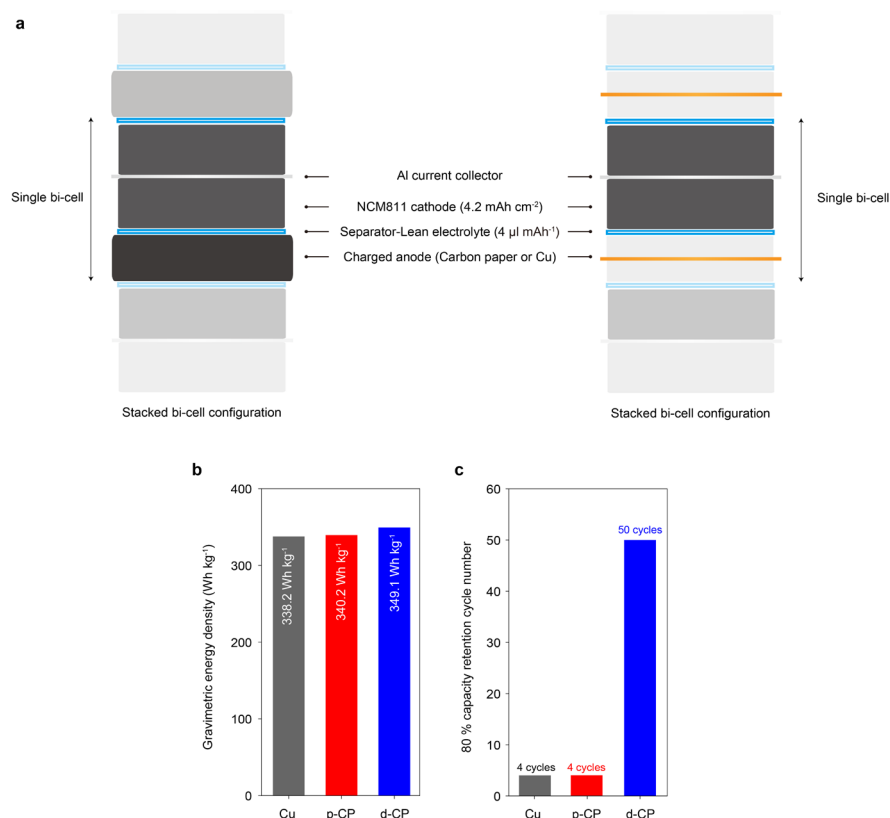 a
Single bi-cell
Al current collector
NCM811 cathode (4.2 mAh cm⁻²)
Separator-Lean electrolyte (4 µl mAh⁻¹)
Charged anode (Carbon paper or Cu)
Single bi-cell
Stacked bi-cell configuration
Stacked bi-cell configuration
b
Gravimetric energy density (Wh kg⁻¹)
400
300
200
100
0
338.2 Wh kg⁻¹
340.2 Wh kg⁻¹
349.1 Wh kg⁻¹
Cu
p-CP
d-CP
c
80 % capacity retention cycle number
60
50
40
30
20
10
0
4 cycles
4 cycles
50 cycles
Cu
p-CP
d-CP